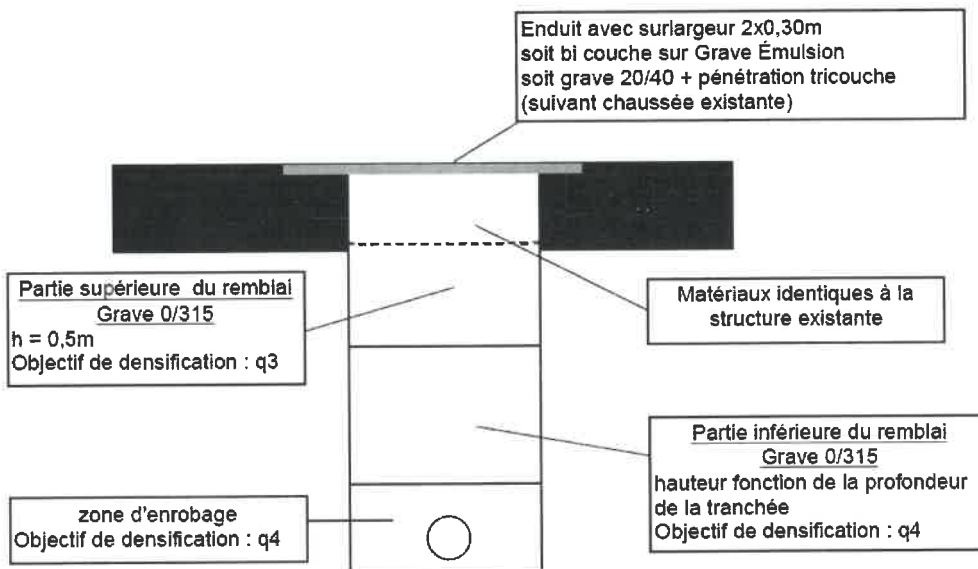 Enduit avec surlargeur 2x0,30m
soit bi couche sur Grave Émulsion
soit grave 20/40 + pénétration tricouche
(suivant chaussée existante)
Partie supérieure du remblai
Grave 0/315
h = 0,5m
Objectif de densification : q3
Matériaux identiques à la
structure existante
Partie inférieure du remblai
Grave 0/315
hauteur fonction de la profondeur
de la tranchée
Objectif de densification : q4
zone d'enrobage
Objectif de densification : q4